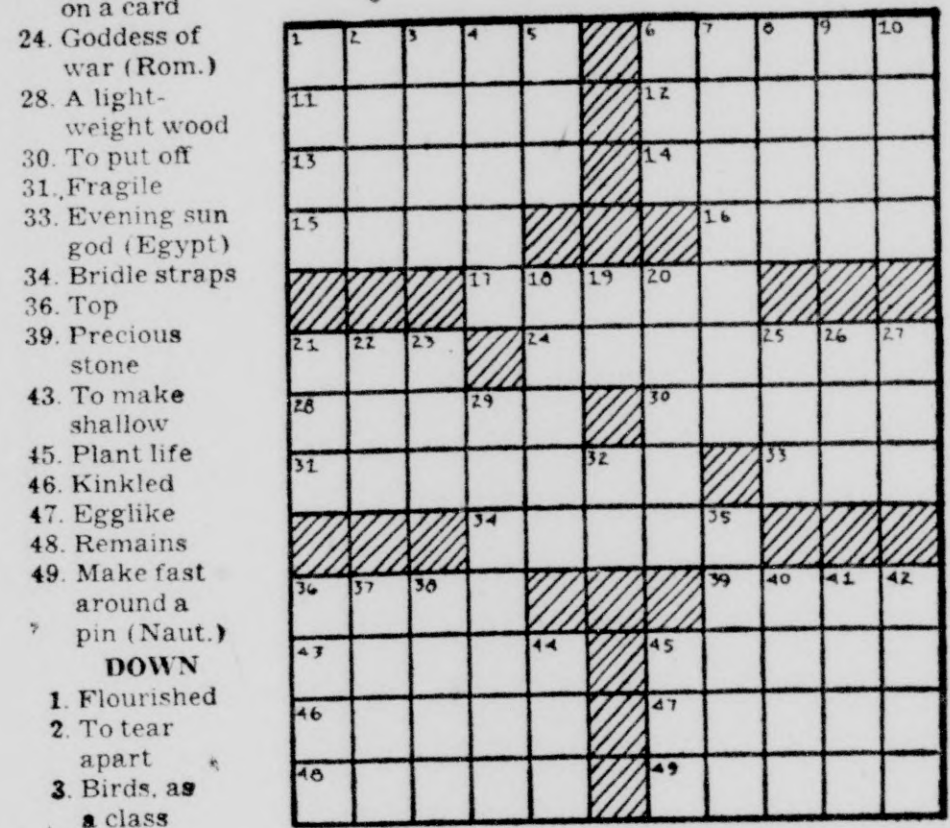 on a card
24. Goddess of
war (Rom.)
28. A light-
weight wood
30. To put off
31. Fragile
33. Evening sun
god (Egypt)
34. Bridle straps
36. Top
39. Precious
stone
43. To make
shallow
45. Plant life
46. Kinkled
47. Egglike
48. Remains
49. Make fast
around a
pin (Naut.)
DOWN
1. Flourished
2. To tear
apart
3. Birds, as
a class
1 2 3 4 5 6 7 8 9 10
11 12
13 14
15 16
17 18 19 20
21 22 23 24 25 26 27
28 29 30
31 32 33
34 35
36 37 38 39 40 41 42
43 44 45
46 47
48 49